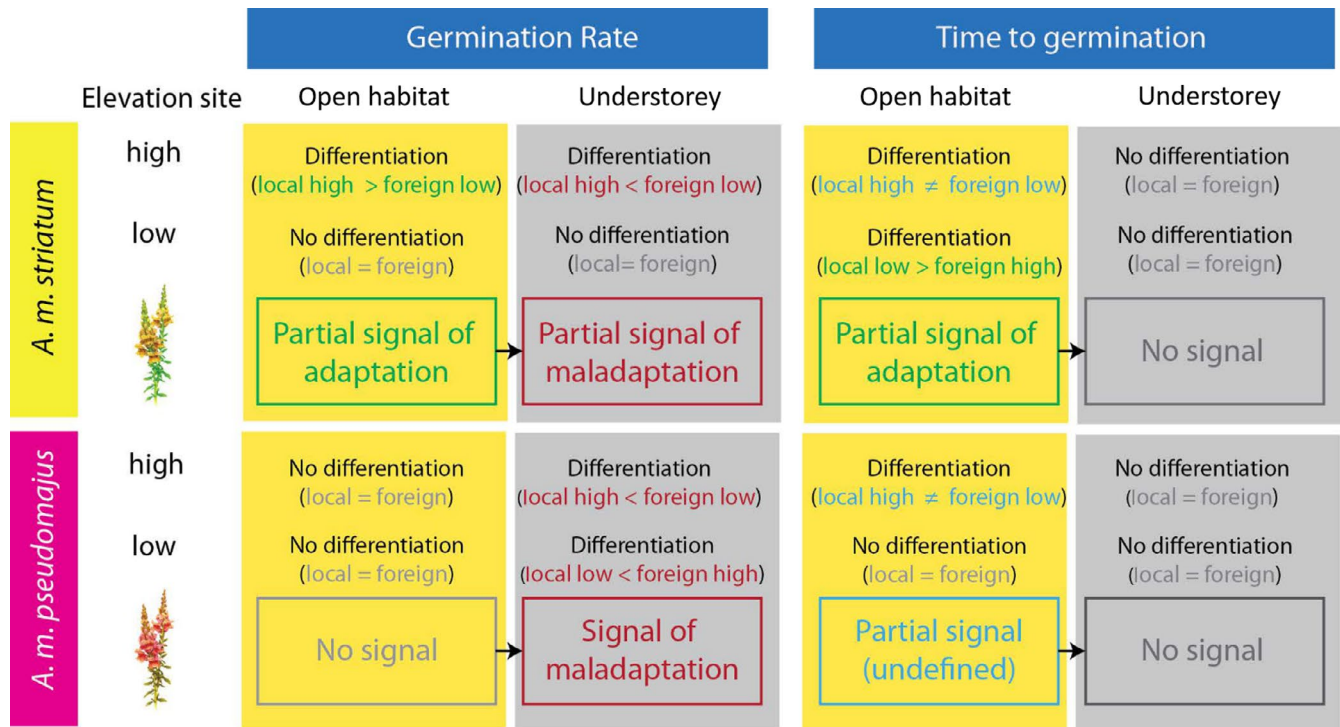 Germination Rate
Time to germination
Elevation site
Open habitat
Understorey
Open habitat
Understorey
A. m. striatum
high
Differentiation
(local high > foreign low)
Differentiation
(local high < foreign low)
Differentiation
(local high ≠ foreign low)
No differentiation
(local = foreign)
low
No differentiation
(local = foreign)
No differentiation
(local= foreign)
Differentiation
(local low > foreign high)
No differentiation
(local = foreign)
Partial signal of
adaptation
Partial signal of
maladaptation
Partial signal of
adaptation
No signal
A. m. pseudomajus
high
No differentiation
(local = foreign)
Differentiation
(local high < foreign low)
Differentiation
(local high ≠ foreign low)
No differentiation
(local = foreign)
low
No differentiation
(local = foreign)
Differentiation
(local low < foreign high)
No differentiation
(local = foreign)
No differentiation
(local = foreign)
No signal
Signal of
maladaptation
Partial signal
(undefined)
No signal